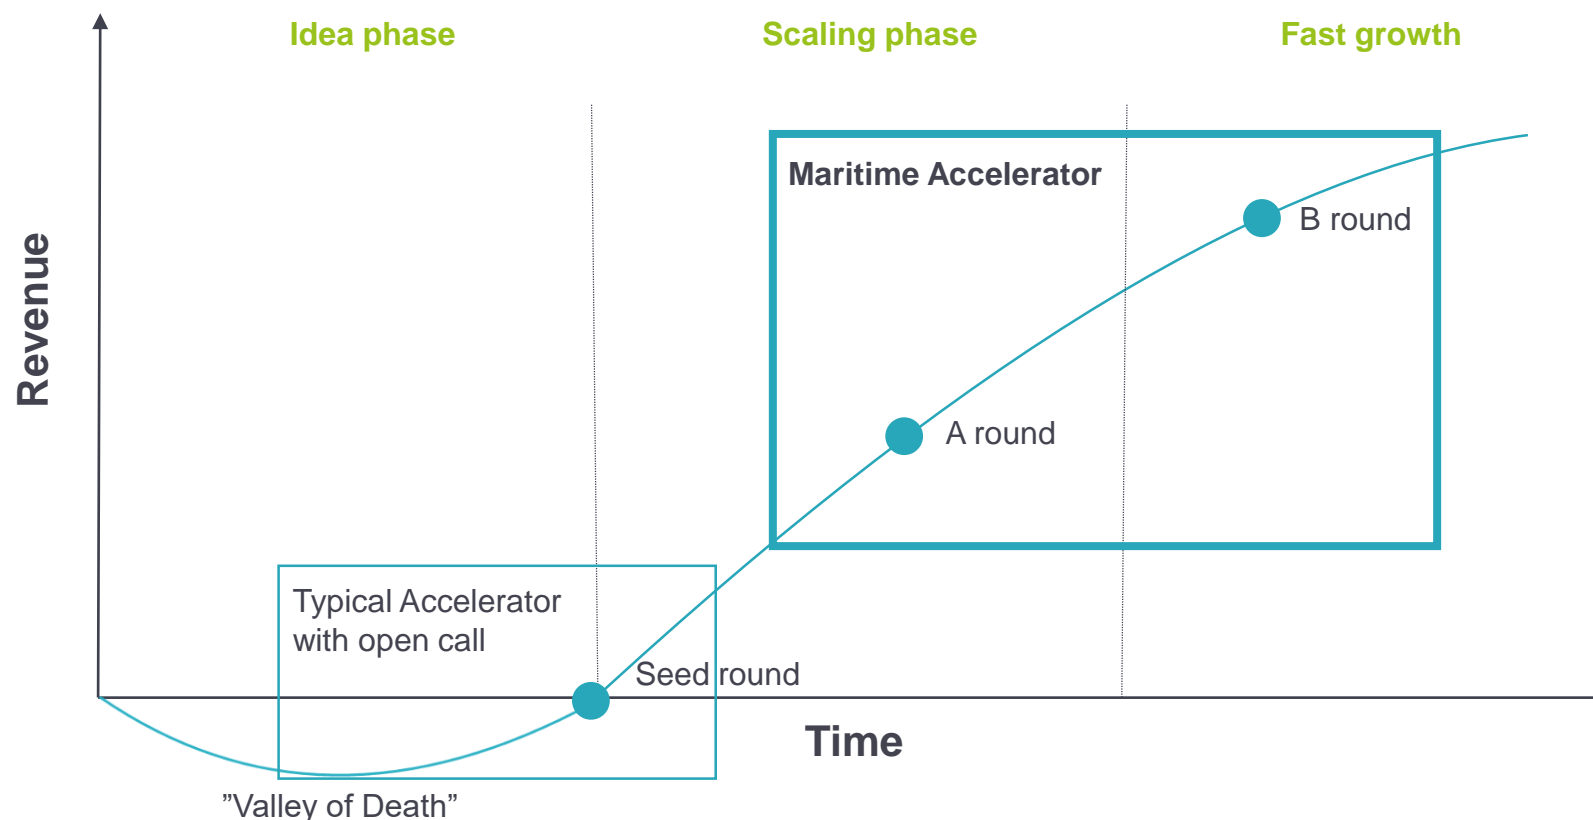 Idea phase
Scaling phase
Fast growth
Maritime Accelerator
B round
Revenue
A round
Typical Accelerator
with open call
Seed round
Time
”Valley of Death”